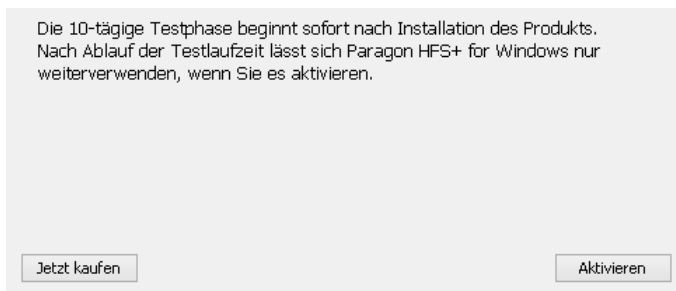 Die 10-tägige Testphase beginnt sofort nach Installation des Produkts.
Nach Ablauf der Testlaufzeit lässt sich Paragon HFS+ for Windows nur
weiterverwenden, wenn Sie es aktivieren.
Jetzt kaufen
Aktivieren